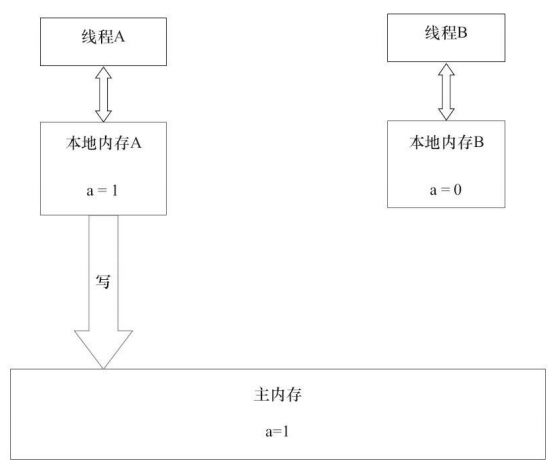 线程A
线程B
本地内存A
a = 1
本地内存B
a = 0
写
主内存
a=1